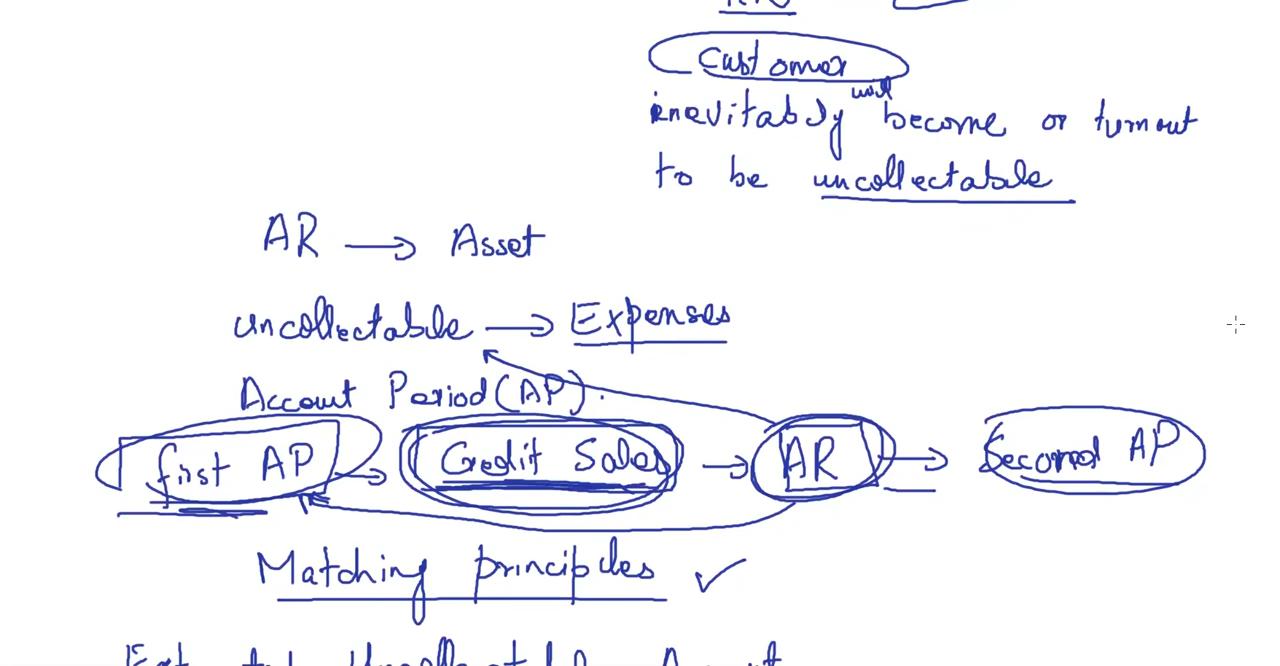 Customer
inevitably will become or turnout
to be uncollectable
AR → Asset
uncollectable → Expenses
Account Period (AP).
first AP → Credit Sales → AR → Second AP
Matching principles ✓